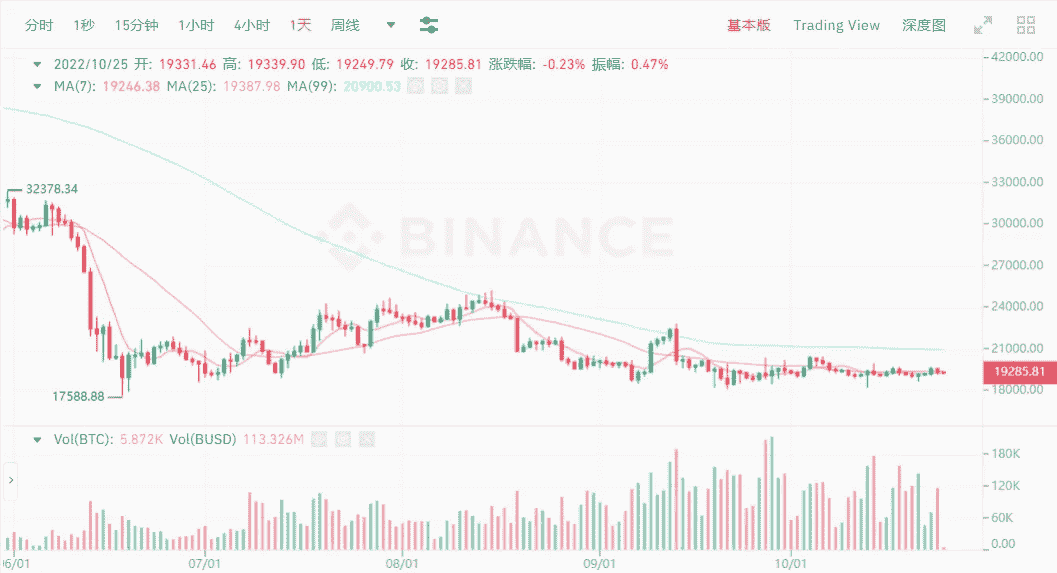 分时 1秒 15分钟 1小时 4小时 1天 周线 基本版 Trading View 深度图
2022/10/25 开: 19331.46 高: 19339.90 低: 19249.79 收: 19285.81 涨跌幅: -0.23% 振幅: 0.47%
MA(7): 19246.38 MA(25): 19387.98 MA(99): 20900.53
42000.00
39000.00
36000.00
33000.00
32378.34
30000.00
BINANCE
27000.00
24000.00
21000.00
19285.81
18000.00
17588.88
Vol(BTC): 5.872K Vol(BUSD) 113.326M
180K
120K
60K
0.00
06/01 07/01 08/01 09/01 10/01